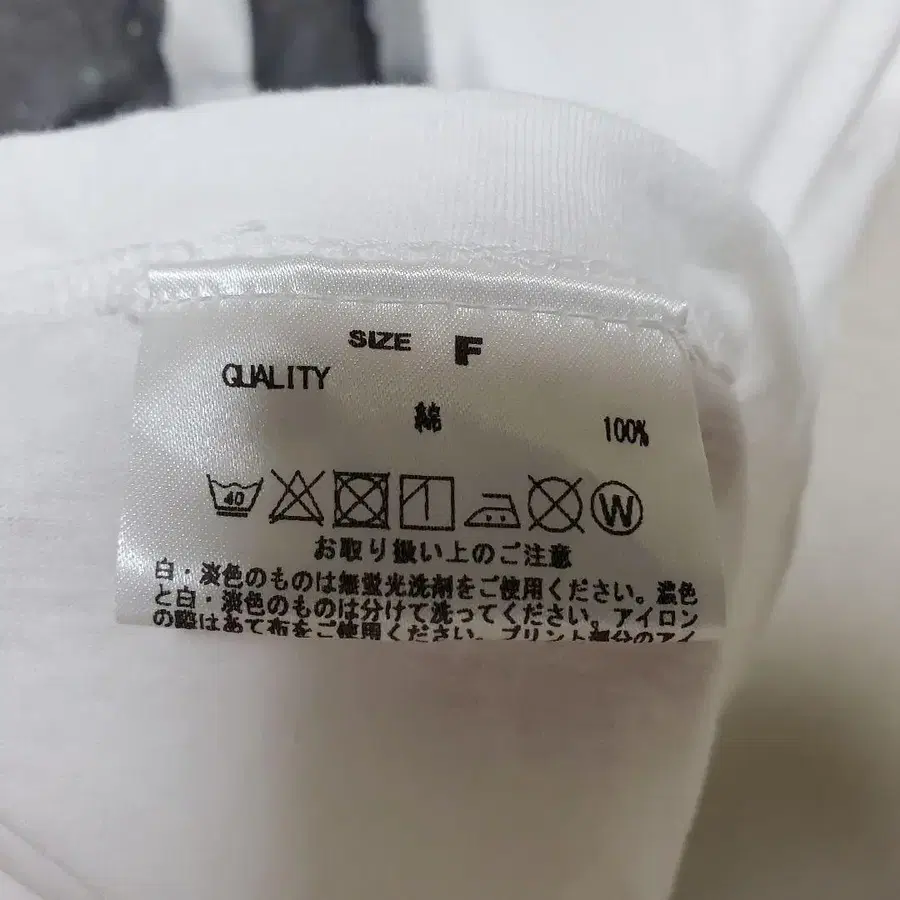 SIZE F
QUALITY
綿 100%
40 W
お取り扱い上のご注意
白・淡色のものは無蛍光洗剤をご使用ください。濃色
と白・淡色のものは分けて洗ってください。アイロン
の際はあて布をご使用ください。プリント部分のアイ